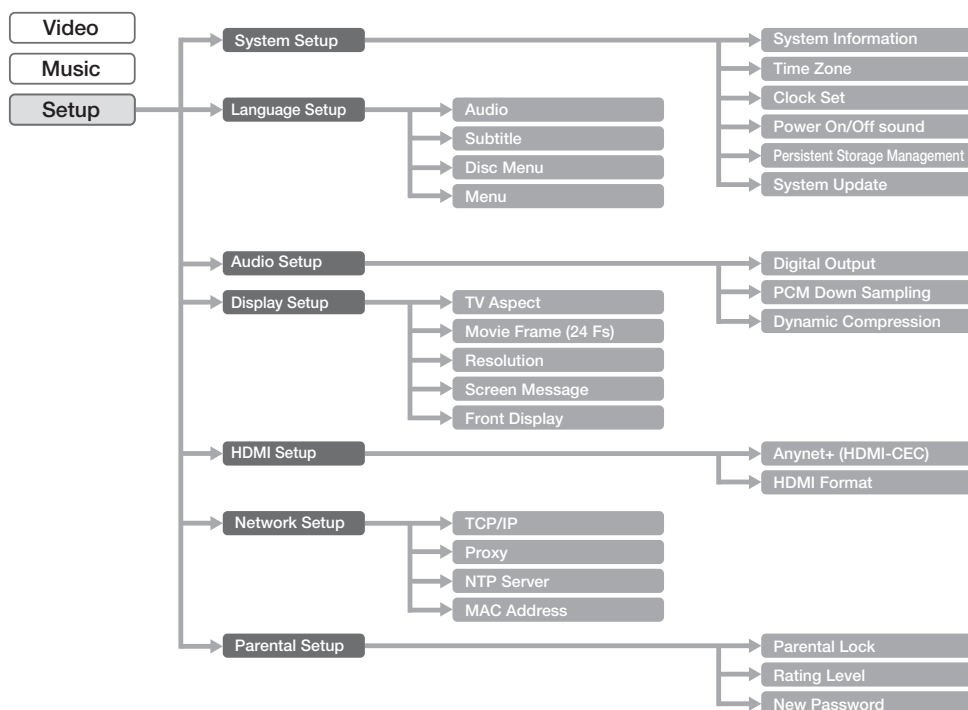 Video
Music
Setup
System Setup
System Information
Time Zone
Clock Set
Power On/Off sound
Persistent Storage Management
System Update
Language Setup
Audio
Subtitle
Disc Menu
Menu
Audio Setup
Digital Output
PCM Down Sampling
Dynamic Compression
Display Setup
TV Aspect
Movie Frame (24 Fs)
Resolution
Screen Message
Front Display
HDMI Setup
Anynet+ (HDMI-CEC)
HDMI Format
Network Setup
TCP/IP
Proxy
NTP Server
MAC Address
Parental Setup
Parental Lock
Rating Level
New Password